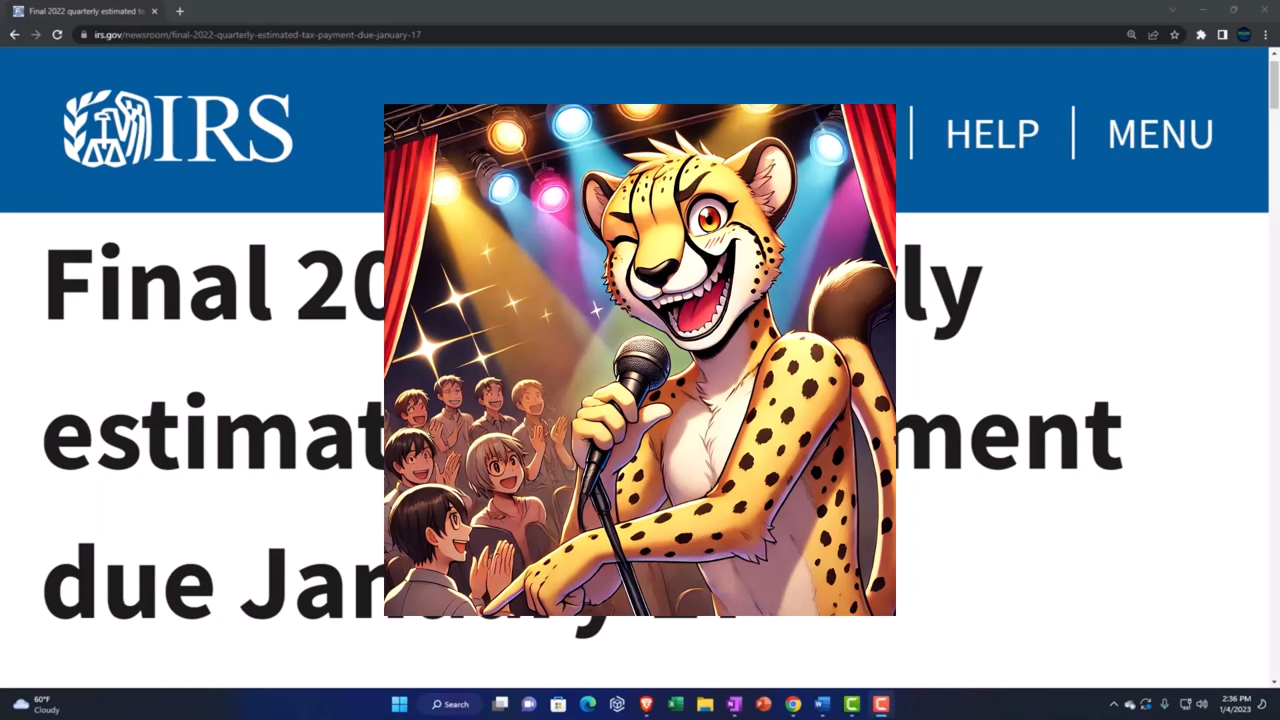 Final 2022 quarterly estimated ta
irs.gov/newsroom/final-2022-quarterly-estimated-tax-payment-due-january-17
IRS
HELP
MENU
Final 20
ly
estimat
ment
due Jan
60°F
Cloudy
Search
2:36 PM
1/4/2023